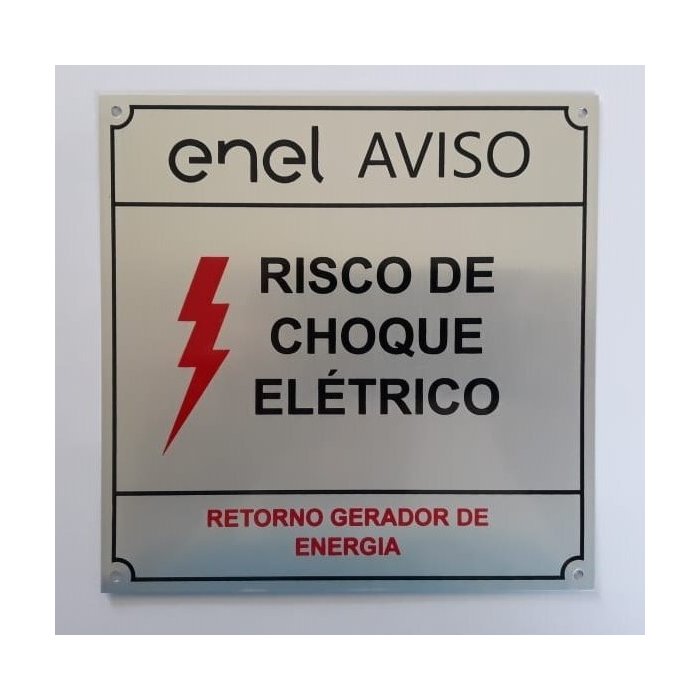 enel AVISO
RISCO DE
CHOQUE
ELÉTRICO
RETORNO GERADOR DE
ENERGIA